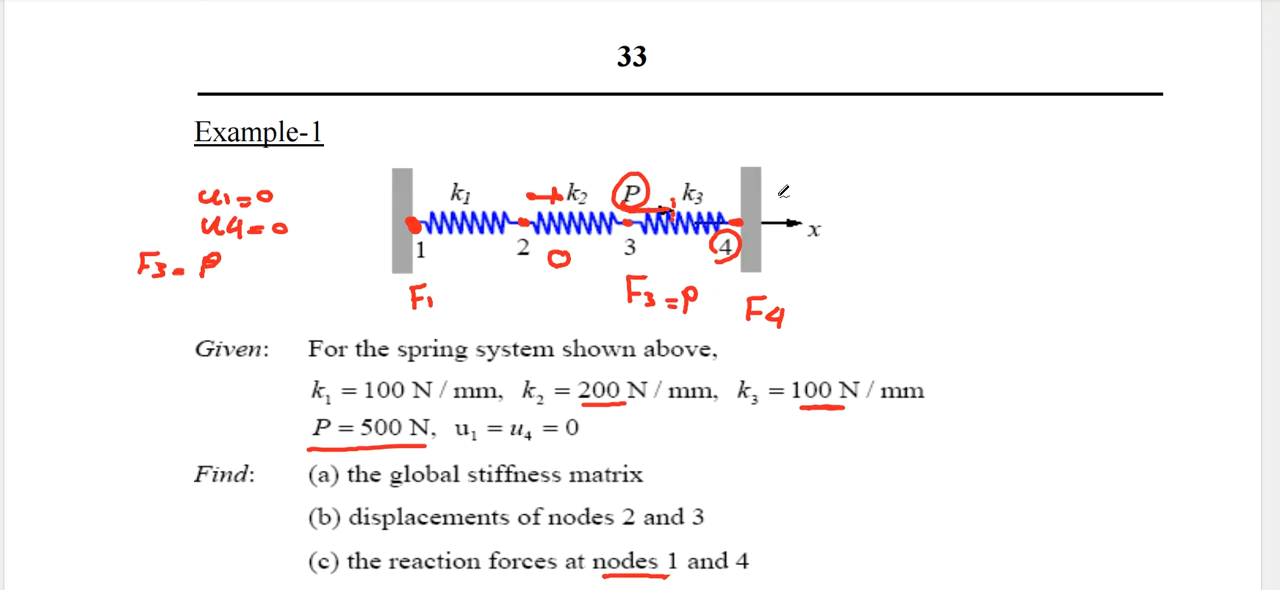 33
Example-1
u1=0
u4=0
F3= P
k1 k2 P k3
1 2 0 3 4 x
F1 F3=P F4
Given: For the spring system shown above,
k₁ = 100 N / mm, k₂ = 200 N / mm, k₃ = 100 N / mm
P = 500 N, u₁ = u₄ = 0
Find: (a) the global stiffness matrix
(b) displacements of nodes 2 and 3
(c) the reaction forces at nodes 1 and 4